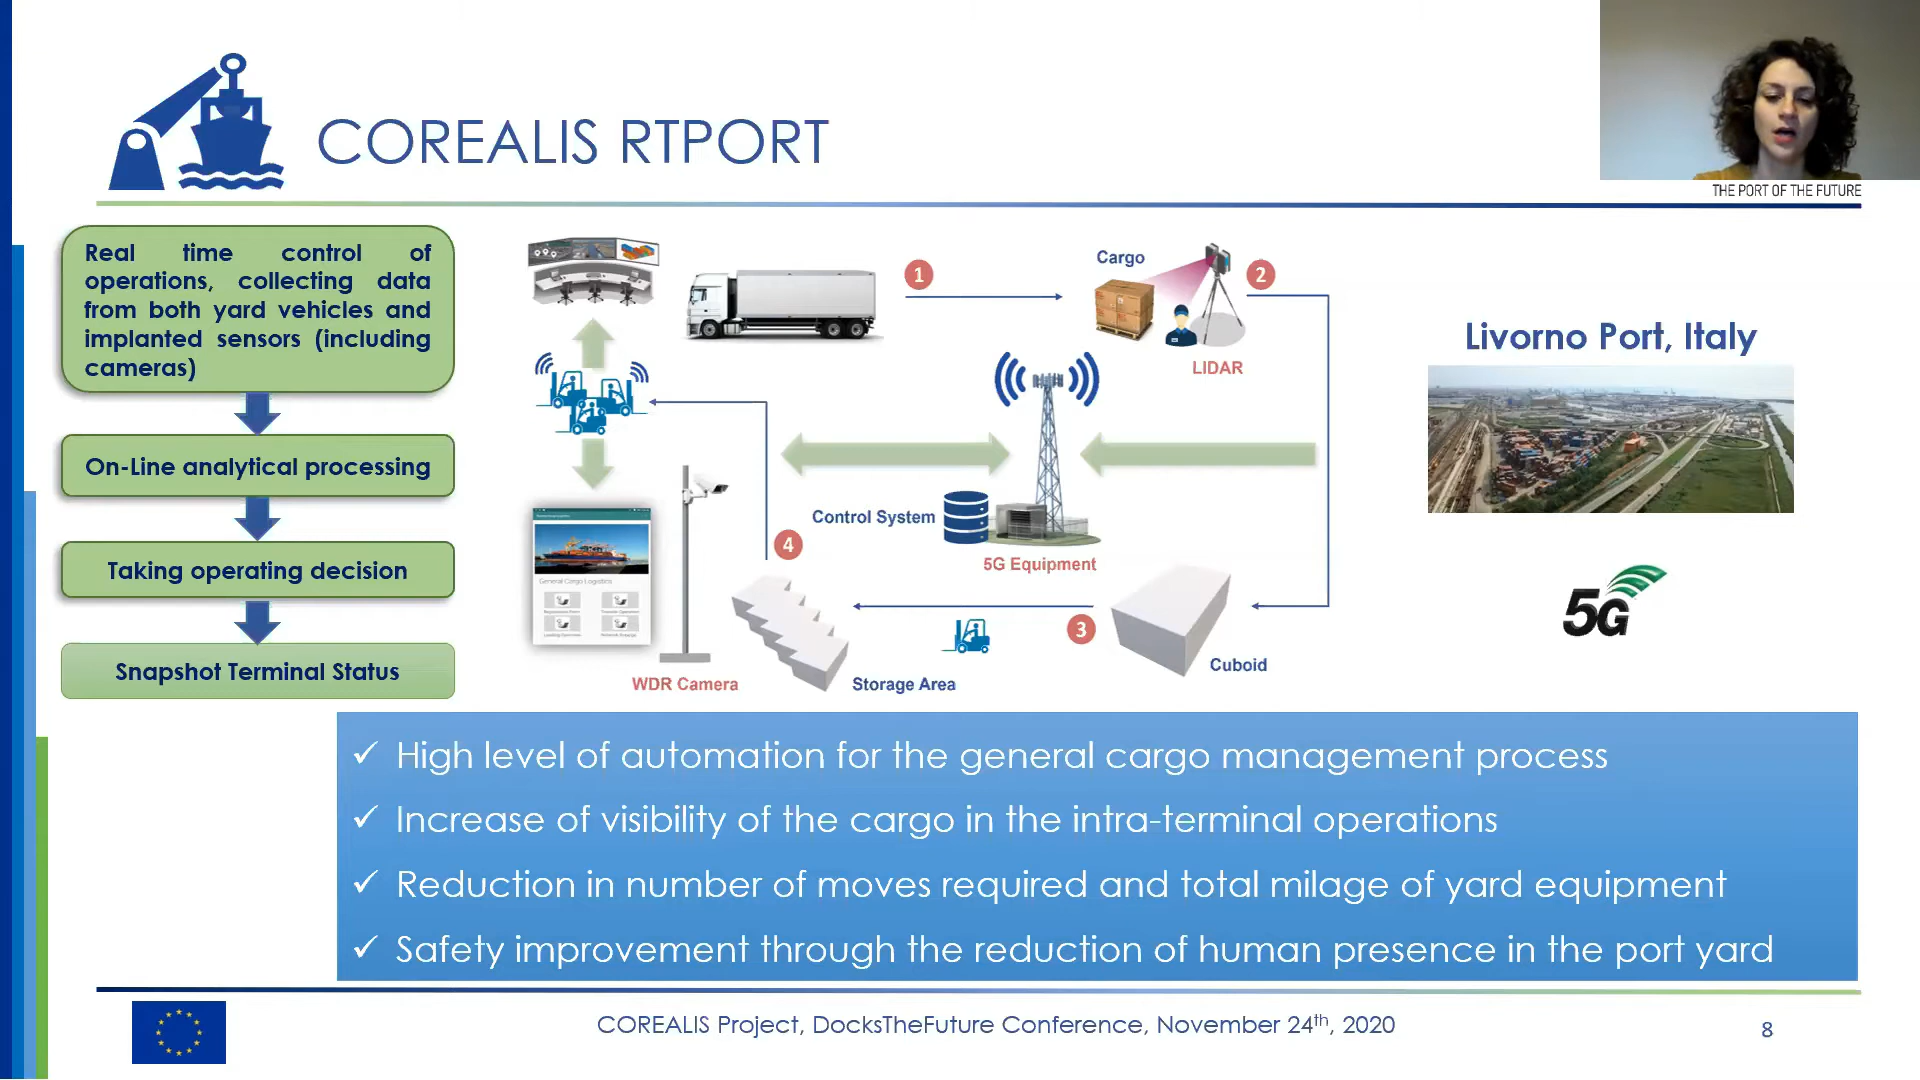 COREALIS RTPORT
THE PORT OF THE FUTURE
Real time control of
operations, collecting data
from both yard vehicles and
implanted sensors (including
cameras)
On-Line analytical processing
Taking operating decision
Snapshot Terminal Status
1
Cargo
2
LIDAR
Control System
5G Equipment
4
General Cargo Logistics
3
Cuboid
WDR Camera
Storage Area
Livorno Port, Italy
5G
✓ High level of automation for the general cargo management process
✓ Increase of visibility of the cargo in the intra-terminal operations
✓ Reduction in number of moves required and total milage of yard equipment
✓ Safety improvement through the reduction of human presence in the port yard
COREALIS Project, DocksTheFuture Conference, November 24th, 2020
8